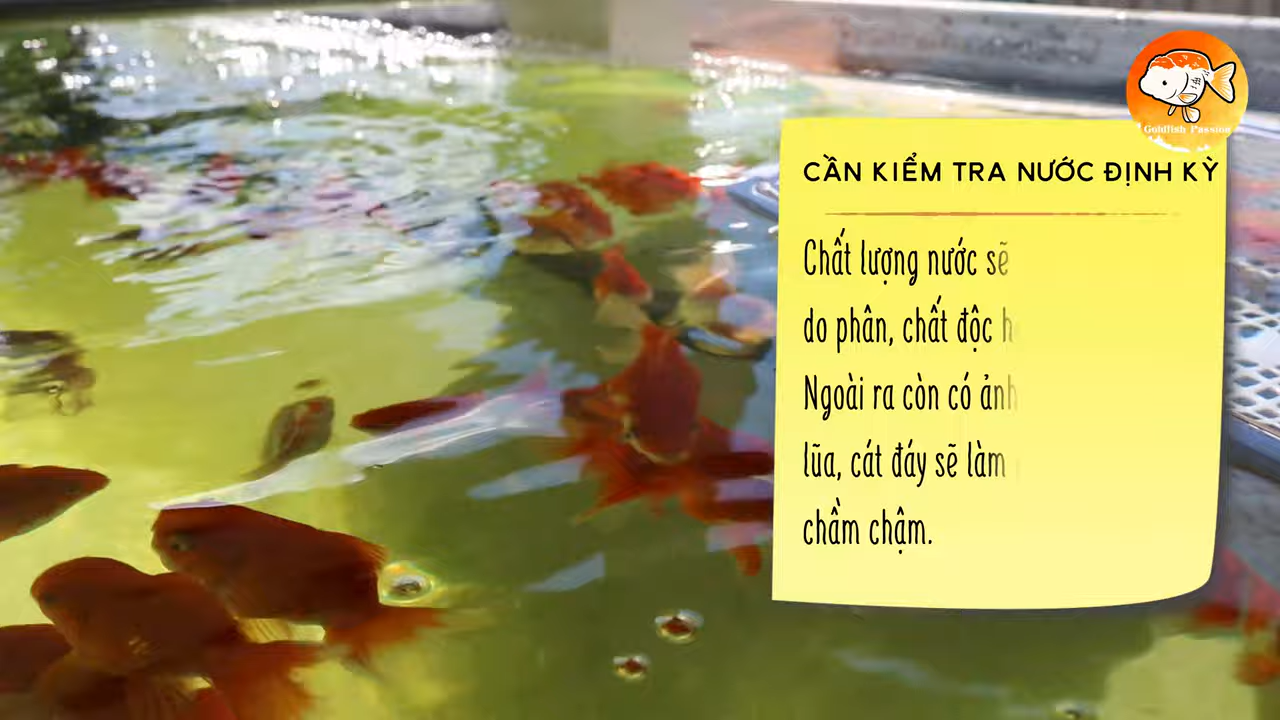 Goldfish Passion
CẦN KIỂM TRA NƯỚC ĐỊNH KỲ
Chất lượng nước sẽ
do phân, chất độc
Ngoài ra còn có ảnh
lũa, cát đáy sẽ làm
chầm chậm.